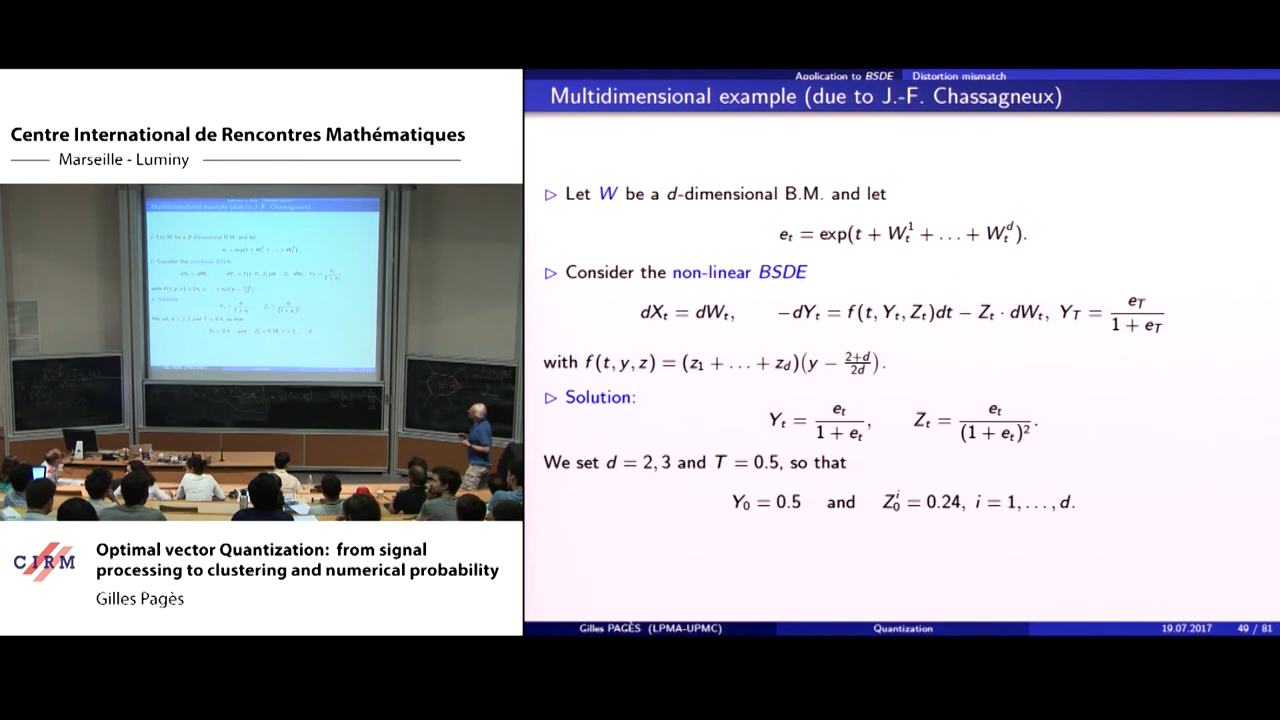 Centre International de Rencontres Mathématiques
Marseille - Luminy
CIRM
Optimal vector Quantization: from signal
processing to clustering and numerical probability
Gilles Pagès
Application to BSDE Distortion mismatch
Multidimensional example (due to J.-F. Chassagneux)
▷ Let W be a d-dimensional B.M. and let
e_t = exp(t + W_t^1 + … + W_t^d).
▷ Consider the non-linear BSDE
dX_t = dW_t, −dY_t = f(t, Y_t, Z_t)dt − Z_t · dW_t, Y_T = e_T / (1 + e_T)
with f(t, y, z) = (z_1 + … + z_d)(y − (2+d)/(2d)).
▷ Solution:
Y_t = e_t / (1 + e_t), Z_t = e_t / (1 + e_t)^2.
We set d = 2, 3 and T = 0.5, so that
Y_0 = 0.5 and Z_0^i = 0.24, i = 1, …, d.
Gilles PAGÈS (LPMA-UPMC) Quantization 19.07.2017 49 / 81